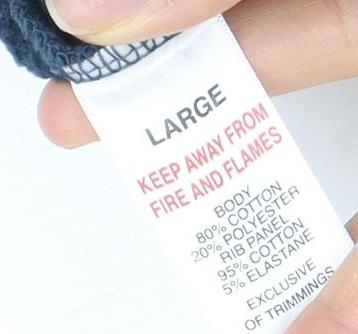 LARGE
KEEP AWAY FROM
FIRE AND FLAMES
BODY
80% COTTON
20% POLYESTER
RIB PANEL
95% COTTON
5% ELASTANE
EXCLUSIVE
OF TRIMMINGS